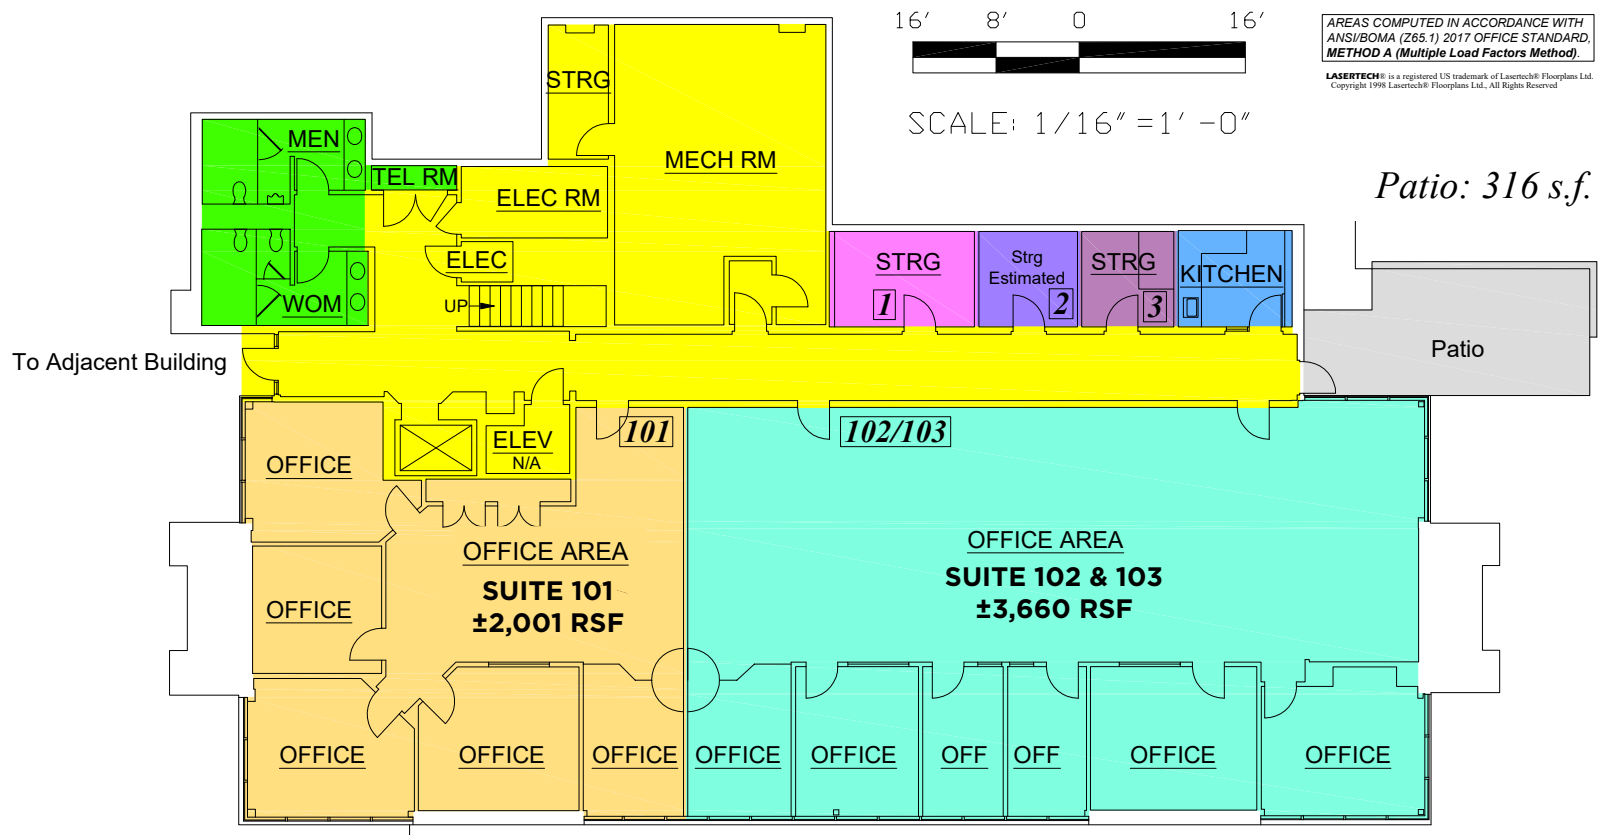 16' 8' 0 16'
SCALE: 1/16" =1' -0"
AREAS COMPUTED IN ACCORDANCE WITH
ANSI/BOMA (Z65.1) 2017 OFFICE STANDARD,
METHOD A (Multiple Load Factors Method).
LASERTECH® is a registered US trademark of Lasertech® Floorplans Ltd.
Copyright 1998 Lasertech® Floorplans Ltd., All Rights Reserved
Patio: 316 s.f.
STRG
MEN
MECH RM
TEL RM
ELEC RM
ELEC
UP
WOM
STRG
1
Strg
Estimated
2
STRG
3
KITCHEN
To Adjacent Building
Patio
101
102/103
ELEV
N/A
OFFICE
OFFICE AREA
SUITE 101
±2,001 RSF
OFFICE AREA
SUITE 102 & 103
±3,660 RSF
OFFICE
OFFICE
OFFICE
OFFICE
OFFICE
OFFICE
OFF
OFF
OFFICE
OFFICE